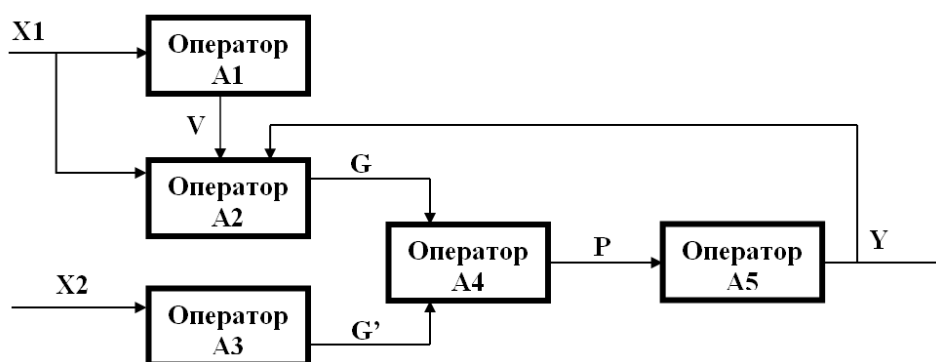 X1
Оператор
A1
V
G
Оператор
A2
Оператор
A4
P
Оператор
A5
Y
X2
Оператор
A3
G’